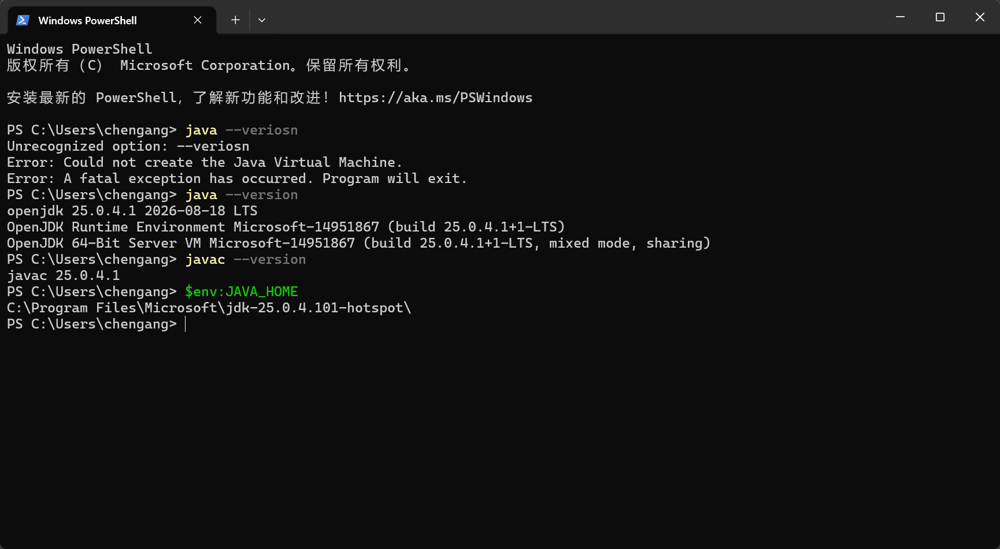 Windows PowerShell
Windows PowerShell
版权所有（C） Microsoft Corporation。保留所有权利。
安装最新的 PowerShell，了解新功能和改进！https://aka.ms/PSWindows
PS C:\Users\chengang> java --veriosn
Unrecognized option: --veriosn
Error: Could not create the Java Virtual Machine.
Error: A fatal exception has occurred. Program will exit.
PS C:\Users\chengang> java --version
openjdk 25.0.4.1 2026-08-18 LTS
OpenJDK Runtime Environment Microsoft-14951867 (build 25.0.4.1+1-LTS)
OpenJDK 64-Bit Server VM Microsoft-14951867 (build 25.0.4.1+1-LTS, mixed mode, sharing)
PS C:\Users\chengang> javac --version
javac 25.0.4.1
PS C:\Users\chengang> $env:JAVA_HOME
C:\Program Files\Microsoft\jdk-25.0.4.101-hotspot\
PS C:\Users\chengang>